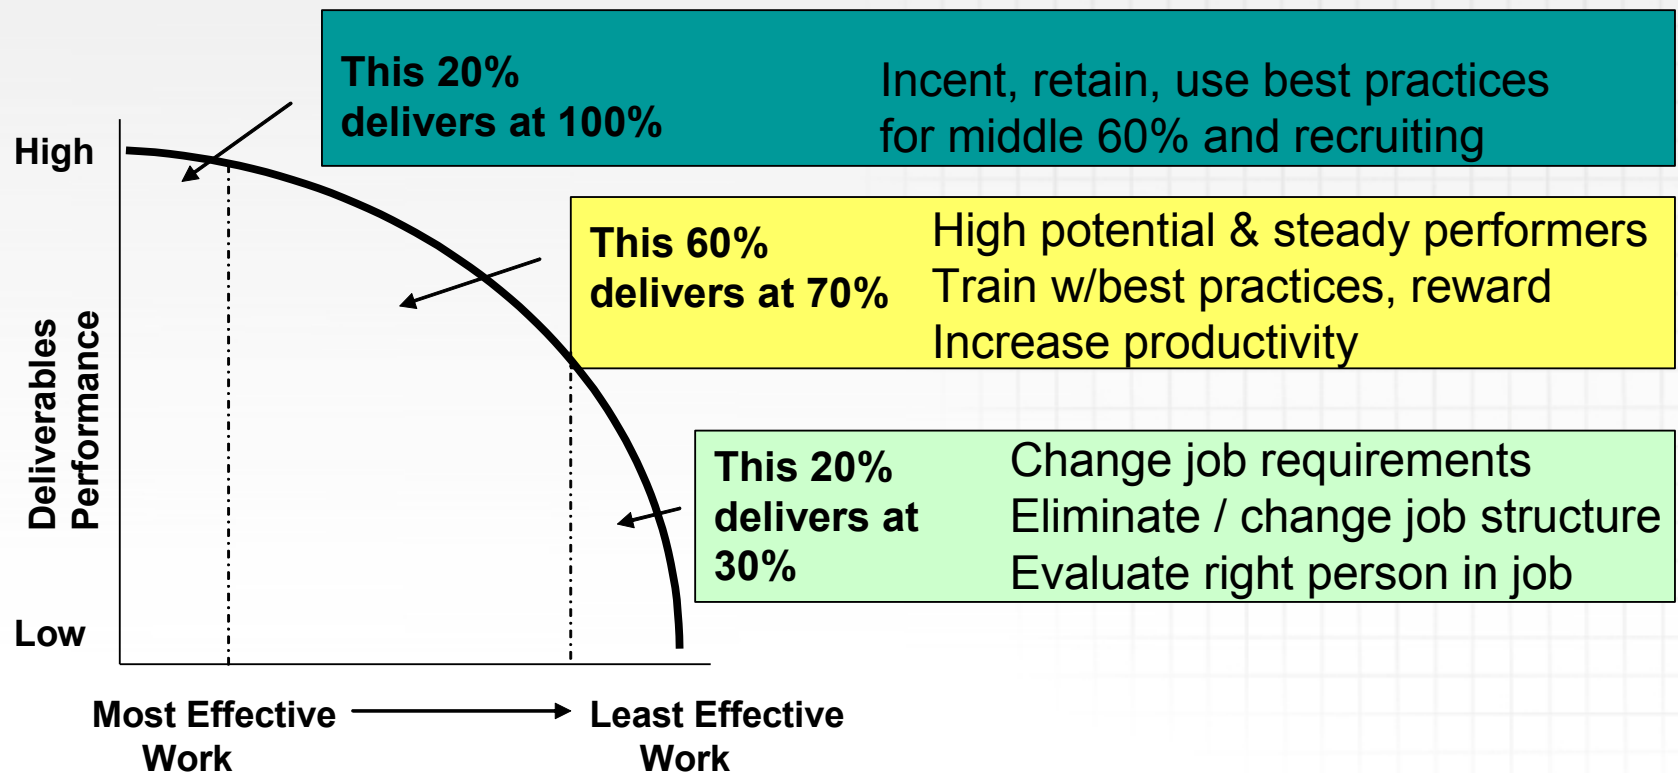 This 20%
delivers at 100%
Incent, retain, use best practices
for middle 60% and recruiting
High
This 60%
delivers at 70%
High potential & steady performers
Train w/best practices, reward
Increase productivity
Deliverables
Performance
This 20%
delivers at
30%
Change job requirements
Eliminate / change job structure
Evaluate right person in job
Low
Most Effective
Work
Least Effective
Work